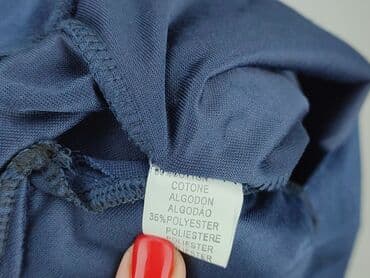 COTONE
ALGODON
ALGODÃO
36%POLYESTER
POLIESTERE
POLIESTER